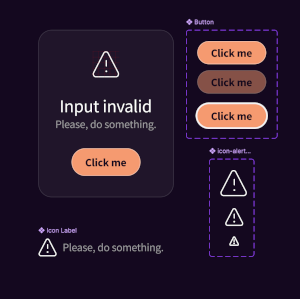 Button
Click me
Click me
Click me
Input invalid
Please, do something.
Click me
icon-alert...
Icon Label
Please, do something.